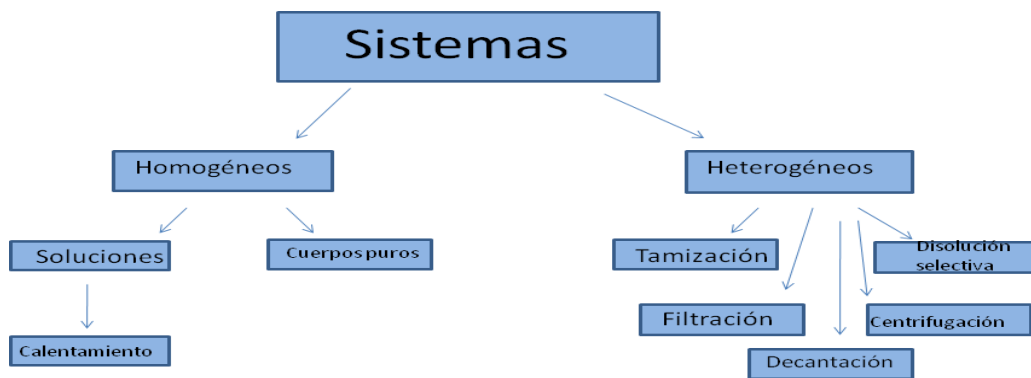 Sistemas
Homogéneos
Heterogéneos
Soluciones
Cuerpos puros
Tamización
Disolución
selectiva
Filtración
Centrifugación
Calentamiento
Decantación